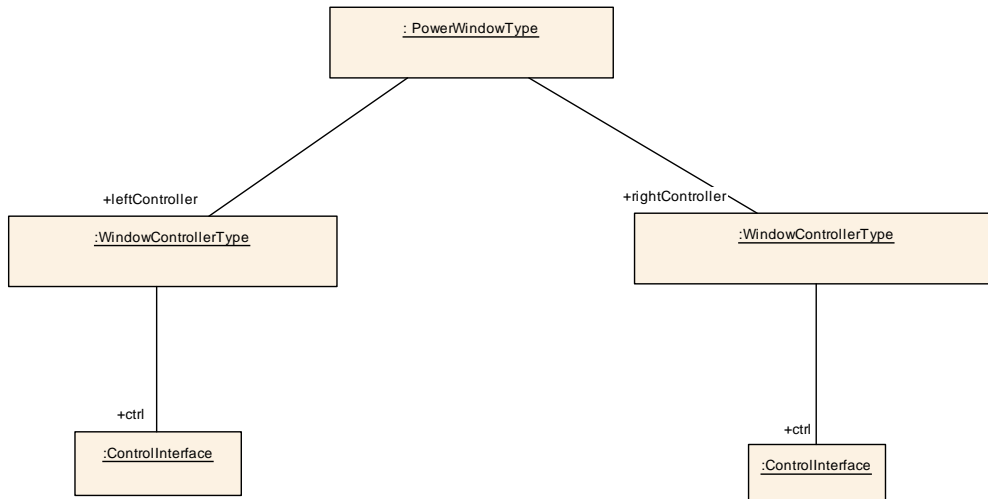 : PowerWindowType
+leftController
+rightController
:WindowControllerType
:WindowControllerType
+ctrl
+ctrl
:ControlInterface
:ControlInterface